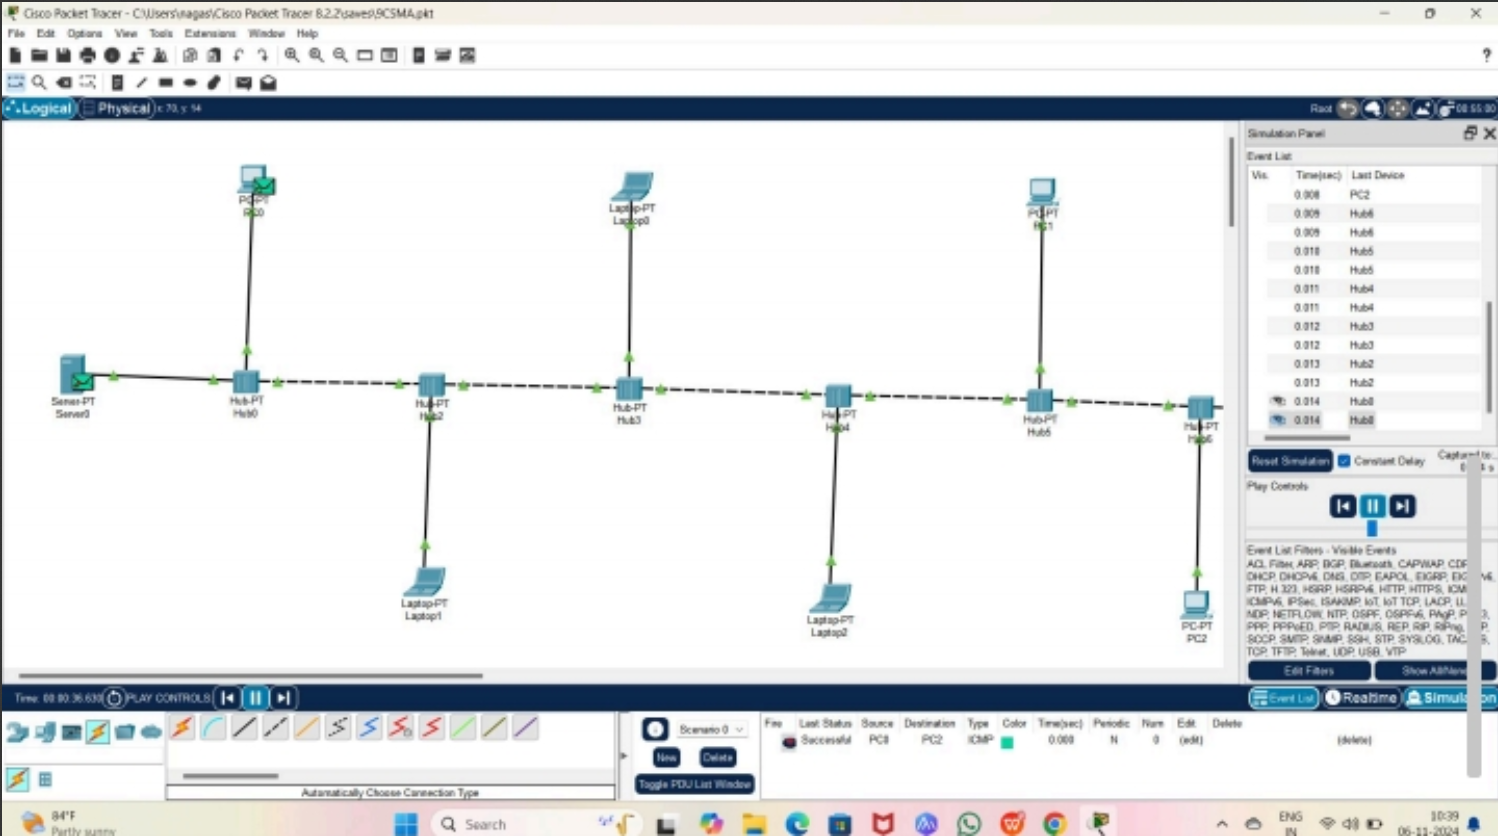 Cisco Packet Tracer - C:\Users\nagas\Cisco Packet Tracer 8.2.2\saves\9CSMA.pkt
File Edit Options View Tools Extensions Window Help
?
Logical Physical x: 70, y: 54 Root 00:55:00
Simulation Panel
Event List
Vis. Time(sec) Last Device
0.008 PC2
0.009 Hub6
0.009 Hub6
0.010 Hub5
0.010 Hub5
0.011 Hub4
0.011 Hub4
0.012 Hub3
0.012 Hub3
0.013 Hub2
0.013 Hub2
0.014 Hub0
0.014 Hub0
PC-PT
PC0
Laptop-PT
Laptop0
PC-PT
PC1
Server-PT
Server0
Hub-PT
Hub0
Hub-PT
Hub2
Hub-PT
Hub3
Hub-PT
Hub4
Hub-PT
Hub5
Hub-PT
Hub6
Laptop-PT
Laptop1
Laptop-PT
Laptop2
PC-PT
PC2
Reset Simulation Constant Delay Captured to:
Play Controls
Event List Filters - Visible Events
ACL Filter, ARP, BGP, Bluetooth, CAPWAP, CDP
DHCP, DHCPv6, DNS, DTP, EAPOL, EIGRP, v6,
FTP, H.323, HSRP, HSRPv6, HTTP, HTTPS,
ICMPv6, IPSec, ISAKMP, IoT, IoT TCP, LACP,
NDP, NETFLOW, NTP, OSPF, OSPFv6, PAgP,
PPP, PPPoED, PTP, RADIUS, REP, RIP, RIPng,
SCCP, SMTP, SNMP, SSH, STP, SYSLOG,
TCP, TFTP, Telnet, UDP, USB, VTP
Edit Filters Show All/None
Time: 00:00:36.630 PLAY CONTROLS Event List Realtime Simulation
Scenario 0
New Delete
Toggle PDU List Window
Fire Last Status Source Destination Type Color Time(sec) Periodic Num Edit Delete
Successful PC0 PC2 ICMP 0.000 N 0 (edit) (delete)
Automatically Choose Connection Type
84°F
Partly sunny
Search
ENG
IN
10:39
06-11-2024